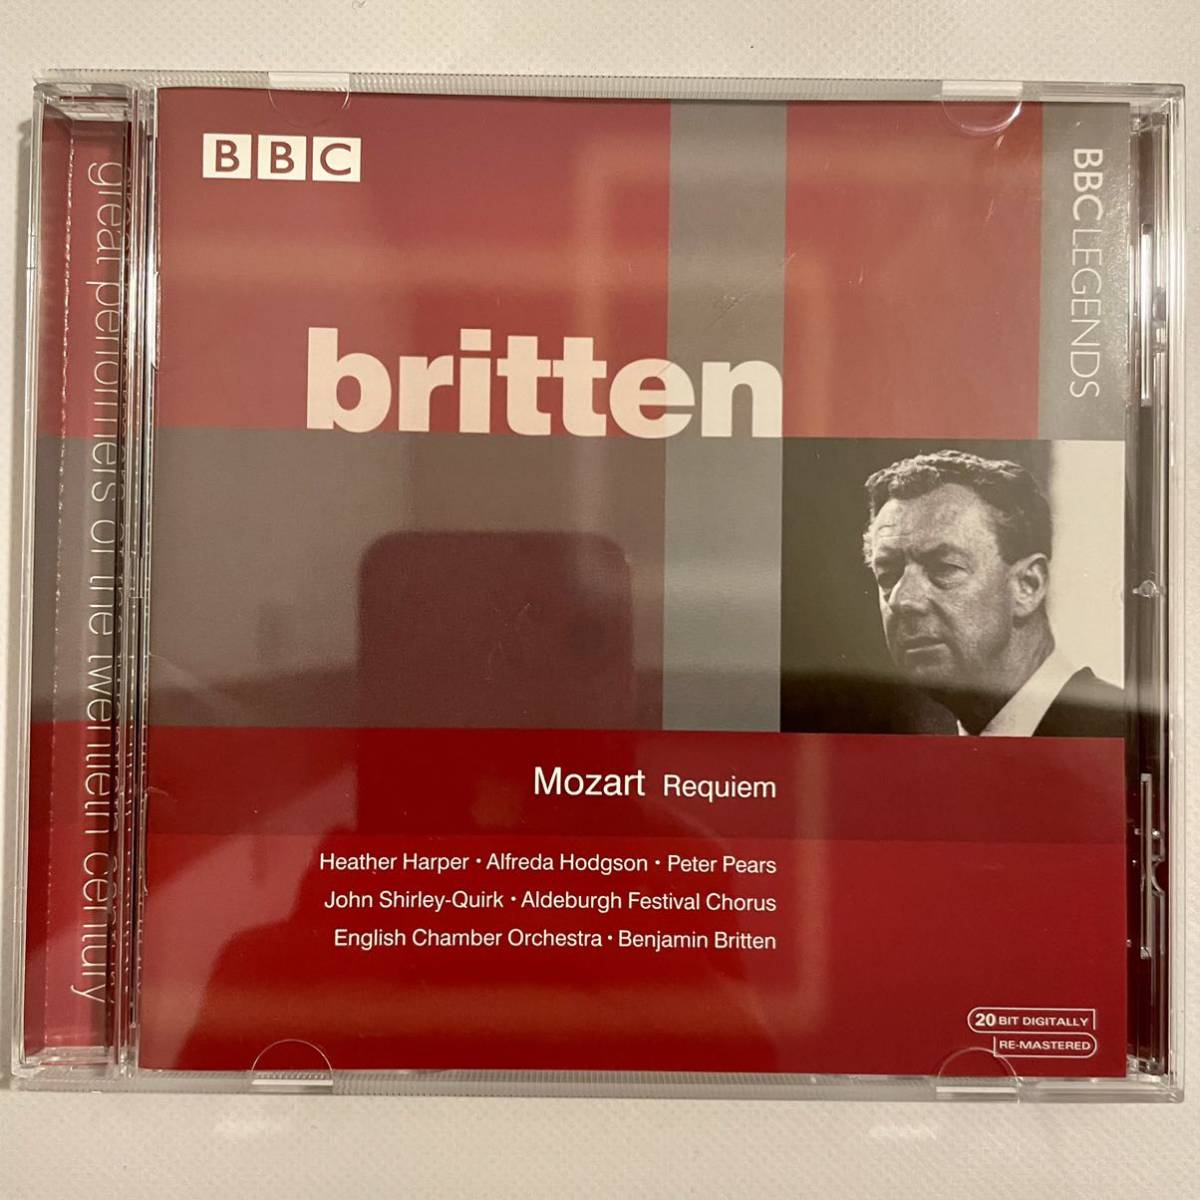 BBC
BBC LEGENDS
great performers of the twentieth century
britten
Mozart Requiem
Heather Harper • Alfreda Hodgson • Peter Pears
John Shirley-Quirk • Aldeburgh Festival Chorus
English Chamber Orchestra • Benjamin Britten
20 BIT DIGITALLY
RE-MASTERED